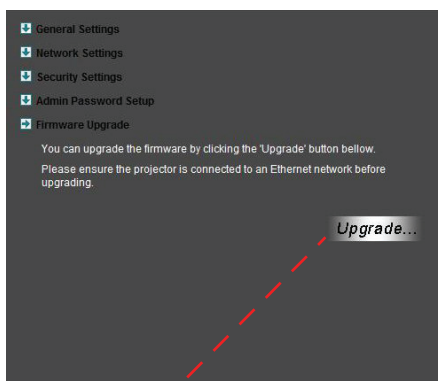 General Settings
Network Settings
Security Settings
Admin Password Setup
Firmware Upgrade
You can upgrade the firmware by clicking the 'Upgrade' button bellow.
Please ensure the projector is connected to an Ethernet network before
upgrading.
Upgrade...